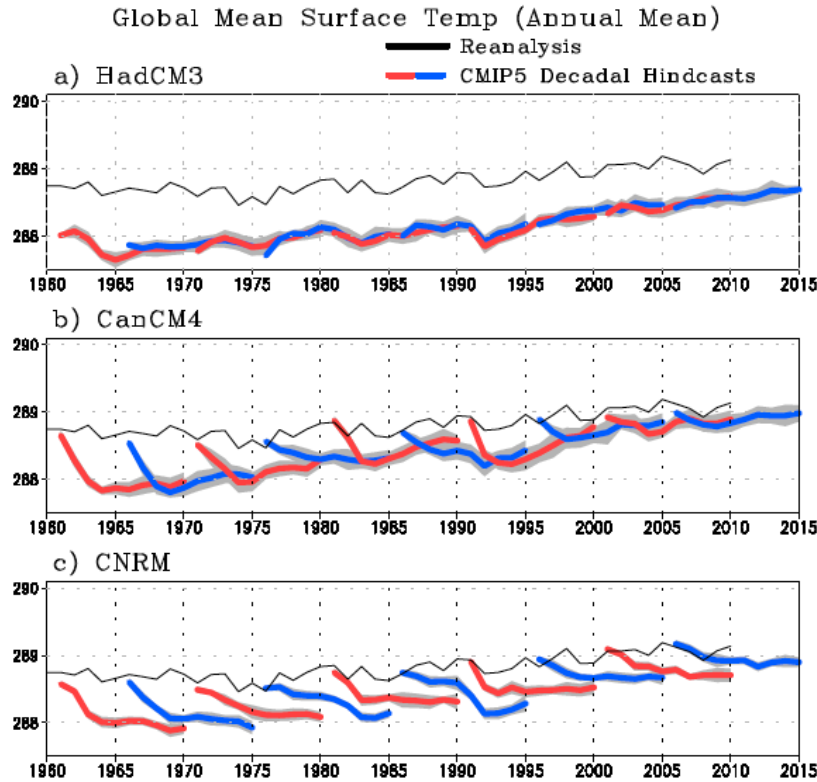 Global Mean Surface Temp (Annual Mean)
Reanalysis
a) HadCM3
CMIP5 Decadal Hindcasts
290
289
288
1960 1965 1970 1975 1980 1985 1990 1995 2000 2005 2010 2015
b) CanCM4
290
289
288
1960 1965 1970 1975 1980 1985 1990 1995 2000 2005 2010 2015
c) CNRM
290
289
288
1960 1965 1970 1975 1980 1985 1990 1995 2000 2005 2010 2015